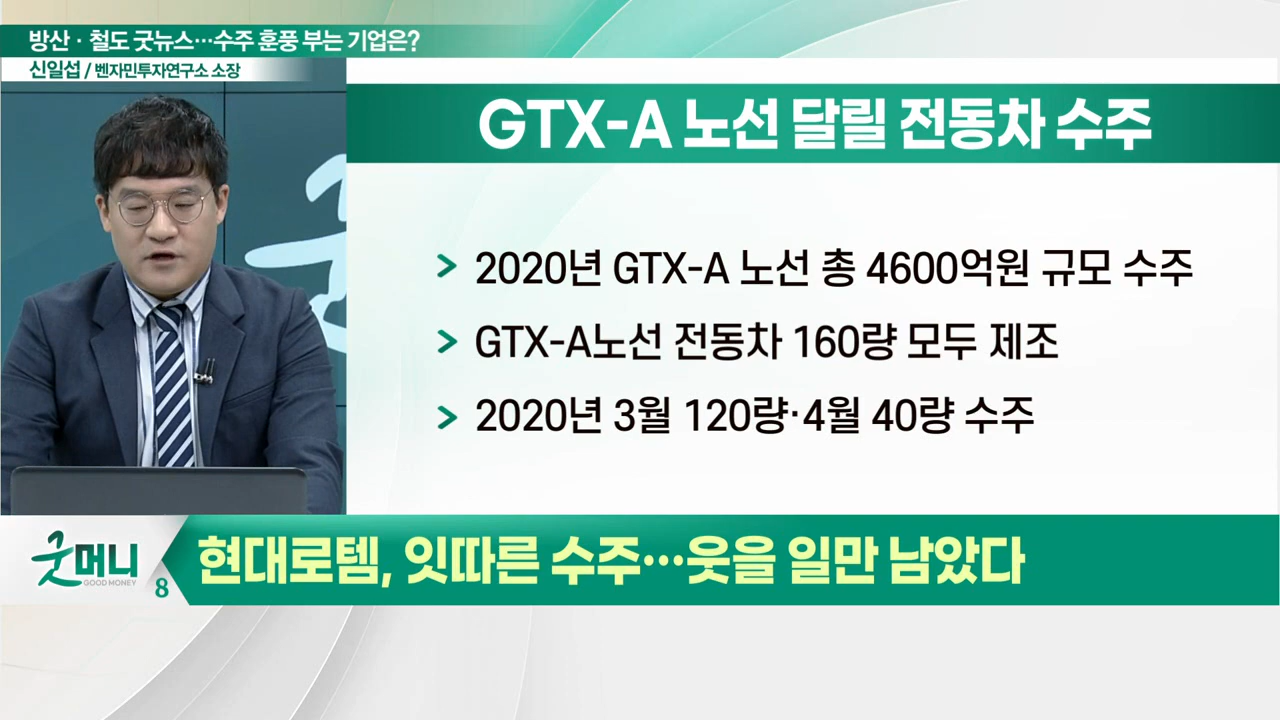 방산·철도 굿뉴스…수주 훈풍 부는 기업은?
신일섭 / 벤자민투자연구소 소장
GTX-A 노선 달릴 전동차 수주
> 2020년 GTX-A 노선 총 4600억원 규모 수주
> GTX-A노선 전동차 160량 모두 제조
> 2020년 3월 120량·4월 40량 수주
굿머니
GOOD MONEY
8
현대로템, 잇따른 수주…웃을 일만 남았다